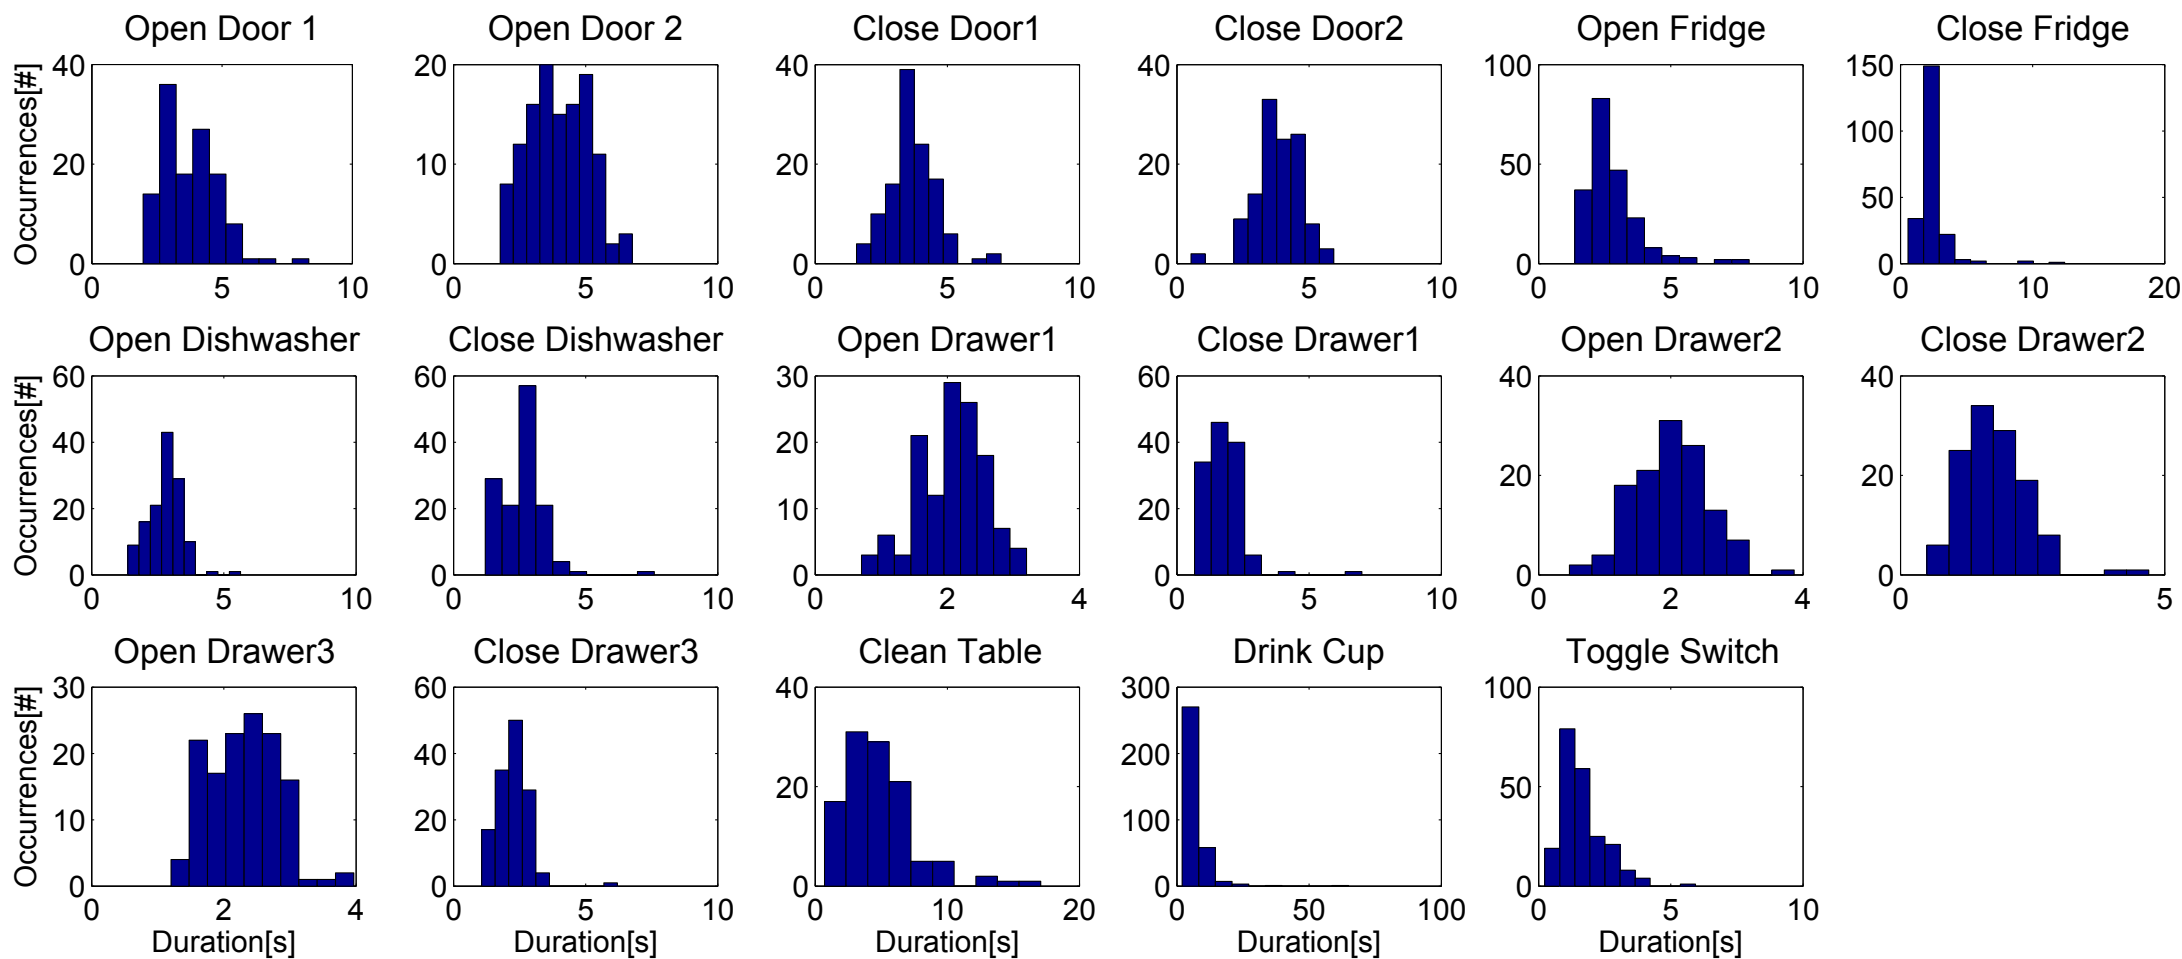 Open Door 1
Open Door 2
Close Door1
Close Door2
Open Fridge
Close Fridge
Occurrences[#]
40
20
0
0 5 10
20
10
0
0 5 10
40
20
0
0 5 10
40
20
0
0 5 10
100
50
0
0 5 10
150
100
50
0
0 10 20
Open Dishwasher
Close Dishwasher
Open Drawer1
Close Drawer1
Open Drawer2
Close Drawer2
Occurrences[#]
60
40
20
0
0 5 10
60
40
20
0
0 5 10
30
20
10
0
0 2 4
60
40
20
0
0 5 10
40
20
0
0 2 4
40
20
0
0 5
Open Drawer3
Close Drawer3
Clean Table
Drink Cup
Toggle Switch
Occurrences[#]
30
20
10
0
0 2 4
Duration[s]
60
40
20
0
0 5 10
Duration[s]
40
20
0
0 10 20
Duration[s]
300
200
100
0
0 50 100
Duration[s]
100
50
0
0 5 10
Duration[s]